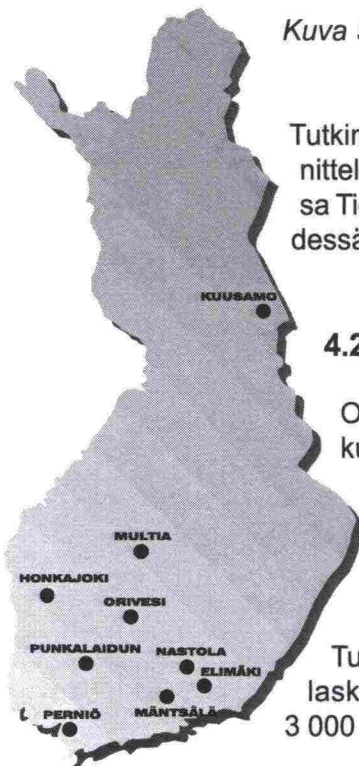 Kuva
Tutkin
nittel
sa Ti
dessä
KUUSAMO
4.2
O
ku
MULTIA
HONKAJOKI
ORIVESI
PUNKALAIDUN
NASTOLA
ELIMÄKI
MÄNTSÄLÄ
PERNIÖ
Tu
lask
3 000